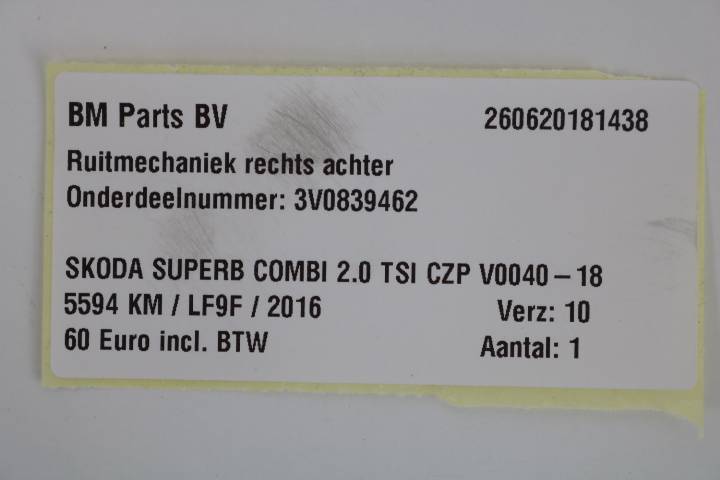 BM Parts BV 260620181438
Ruitmechaniek rechts achter
Onderdeelnummer: 3V0839462
SKODA SUPERB COMBI 2.0 TSI CZP V0040 – 18
5594 KM / LF9F / 2016 Verz: 10
60 Euro incl. BTW Aantal: 1